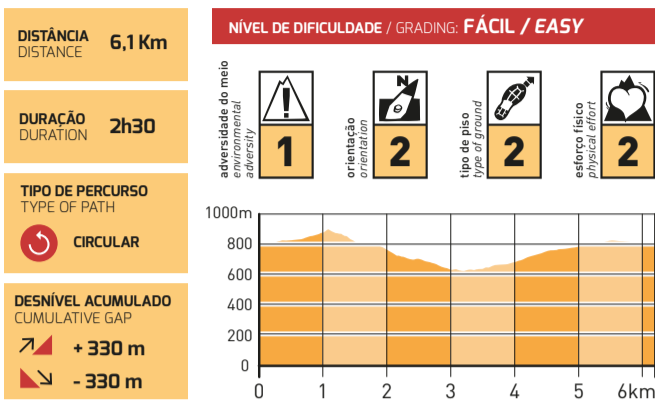 DISTÂNCIA
DISTANCE
6,1 Km
DURAÇÃO
DURATION
2h30
TIPO DE PERCURSO
TYPE OF PATH
CIRCULAR
DESNÍVEL ACUMULADO
CUMULATIVE GAP
+ 330 m
- 330 m
NÍVEL DE DIFICULDADE / GRADING: FÁCIL / EASY
adversidade do meio
environmental
adversity
1
orientação
orientation
N
2
tipo de piso
type of ground
2
esforço físico
physical effort
2
1000m
800
600
400
200
0
0 1 2 3 4 5 6km